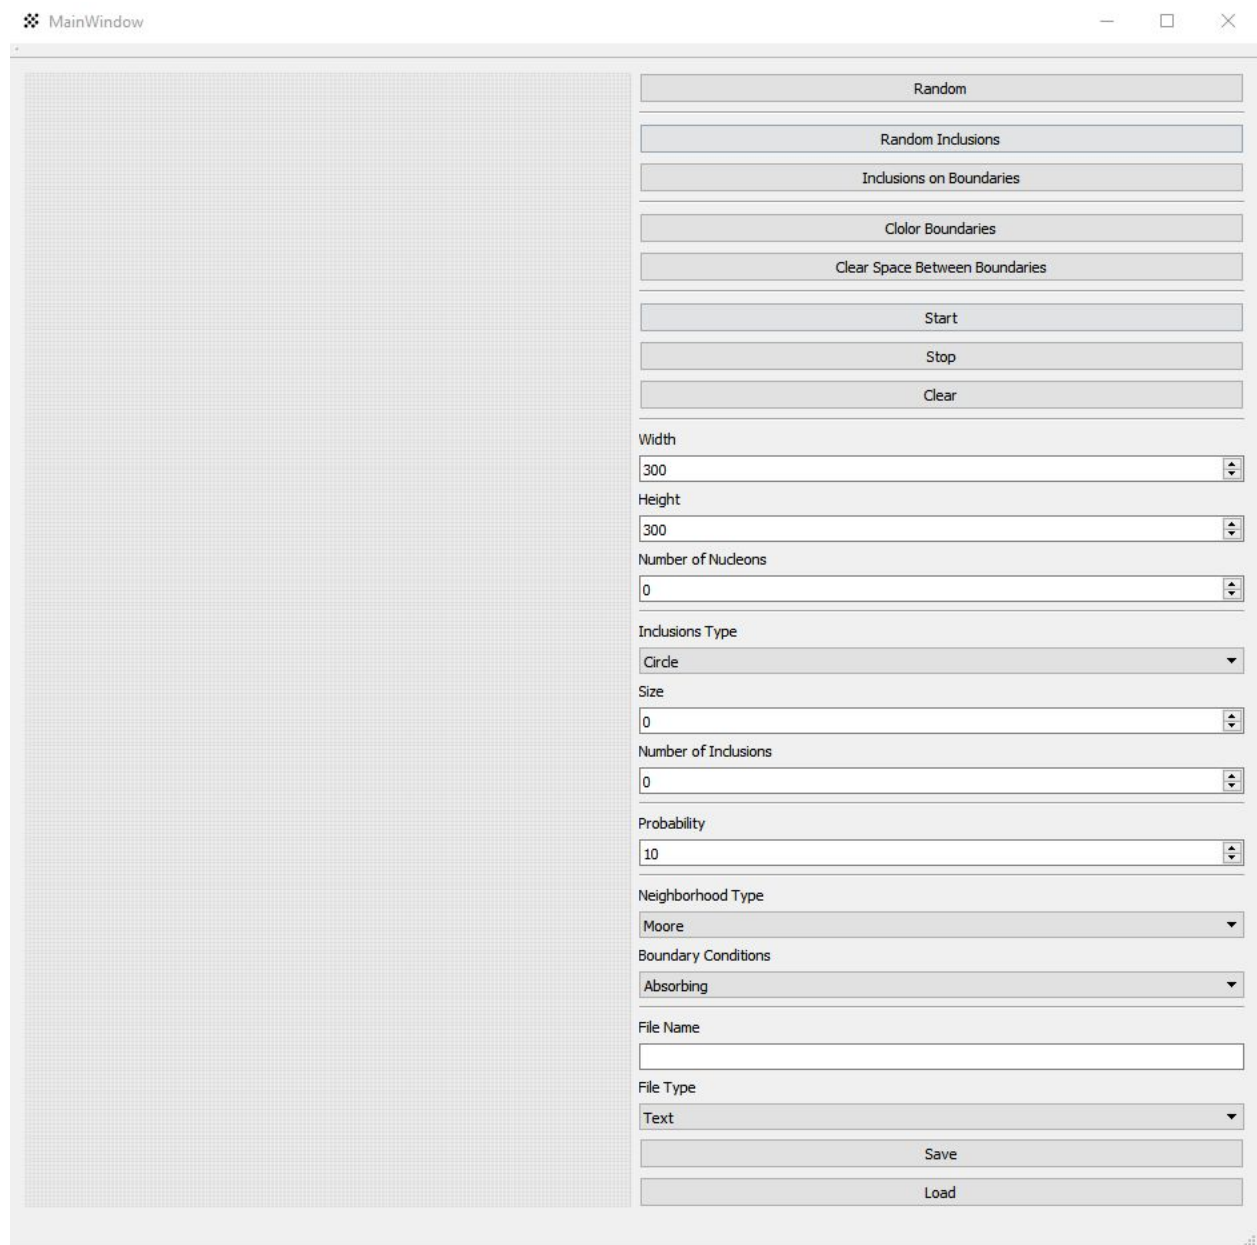 MainWindow
Random
Random Inclusions
Inclusions on Boundaries
Clolor Boundaries
Clear Space Between Boundaries
Start
Stop
Clear
Width
300
Height
300
Number of Nucleons
0
Inclusions Type
Circle
Size
0
Number of Inclusions
0
Probability
10
Neighborhood Type
Moore
Boundary Conditions
Absorbing
File Name
File Type
Text
Save
Load